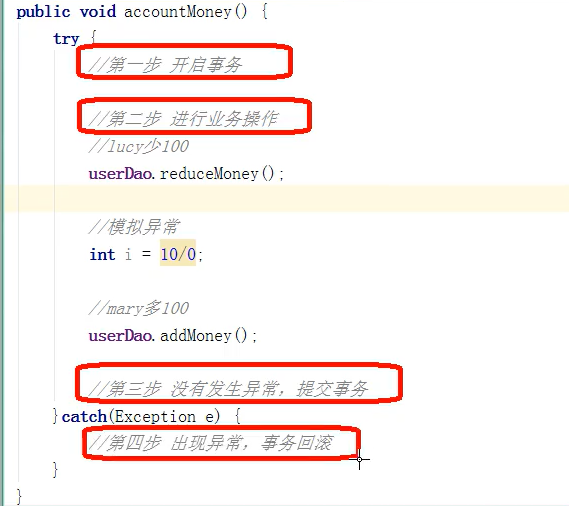 public void accountMoney() {
try {
//第一步 开启事务
//第二步 进行业务操作
//lucy少100
userDao.reduceMoney();
//模拟异常
int i = 10/0;
//mary多100
userDao.addMoney();
//第三步 没有发生异常，提交事务
}catch(Exception e) {
//第四步 出现异常，事务回滚
}
}